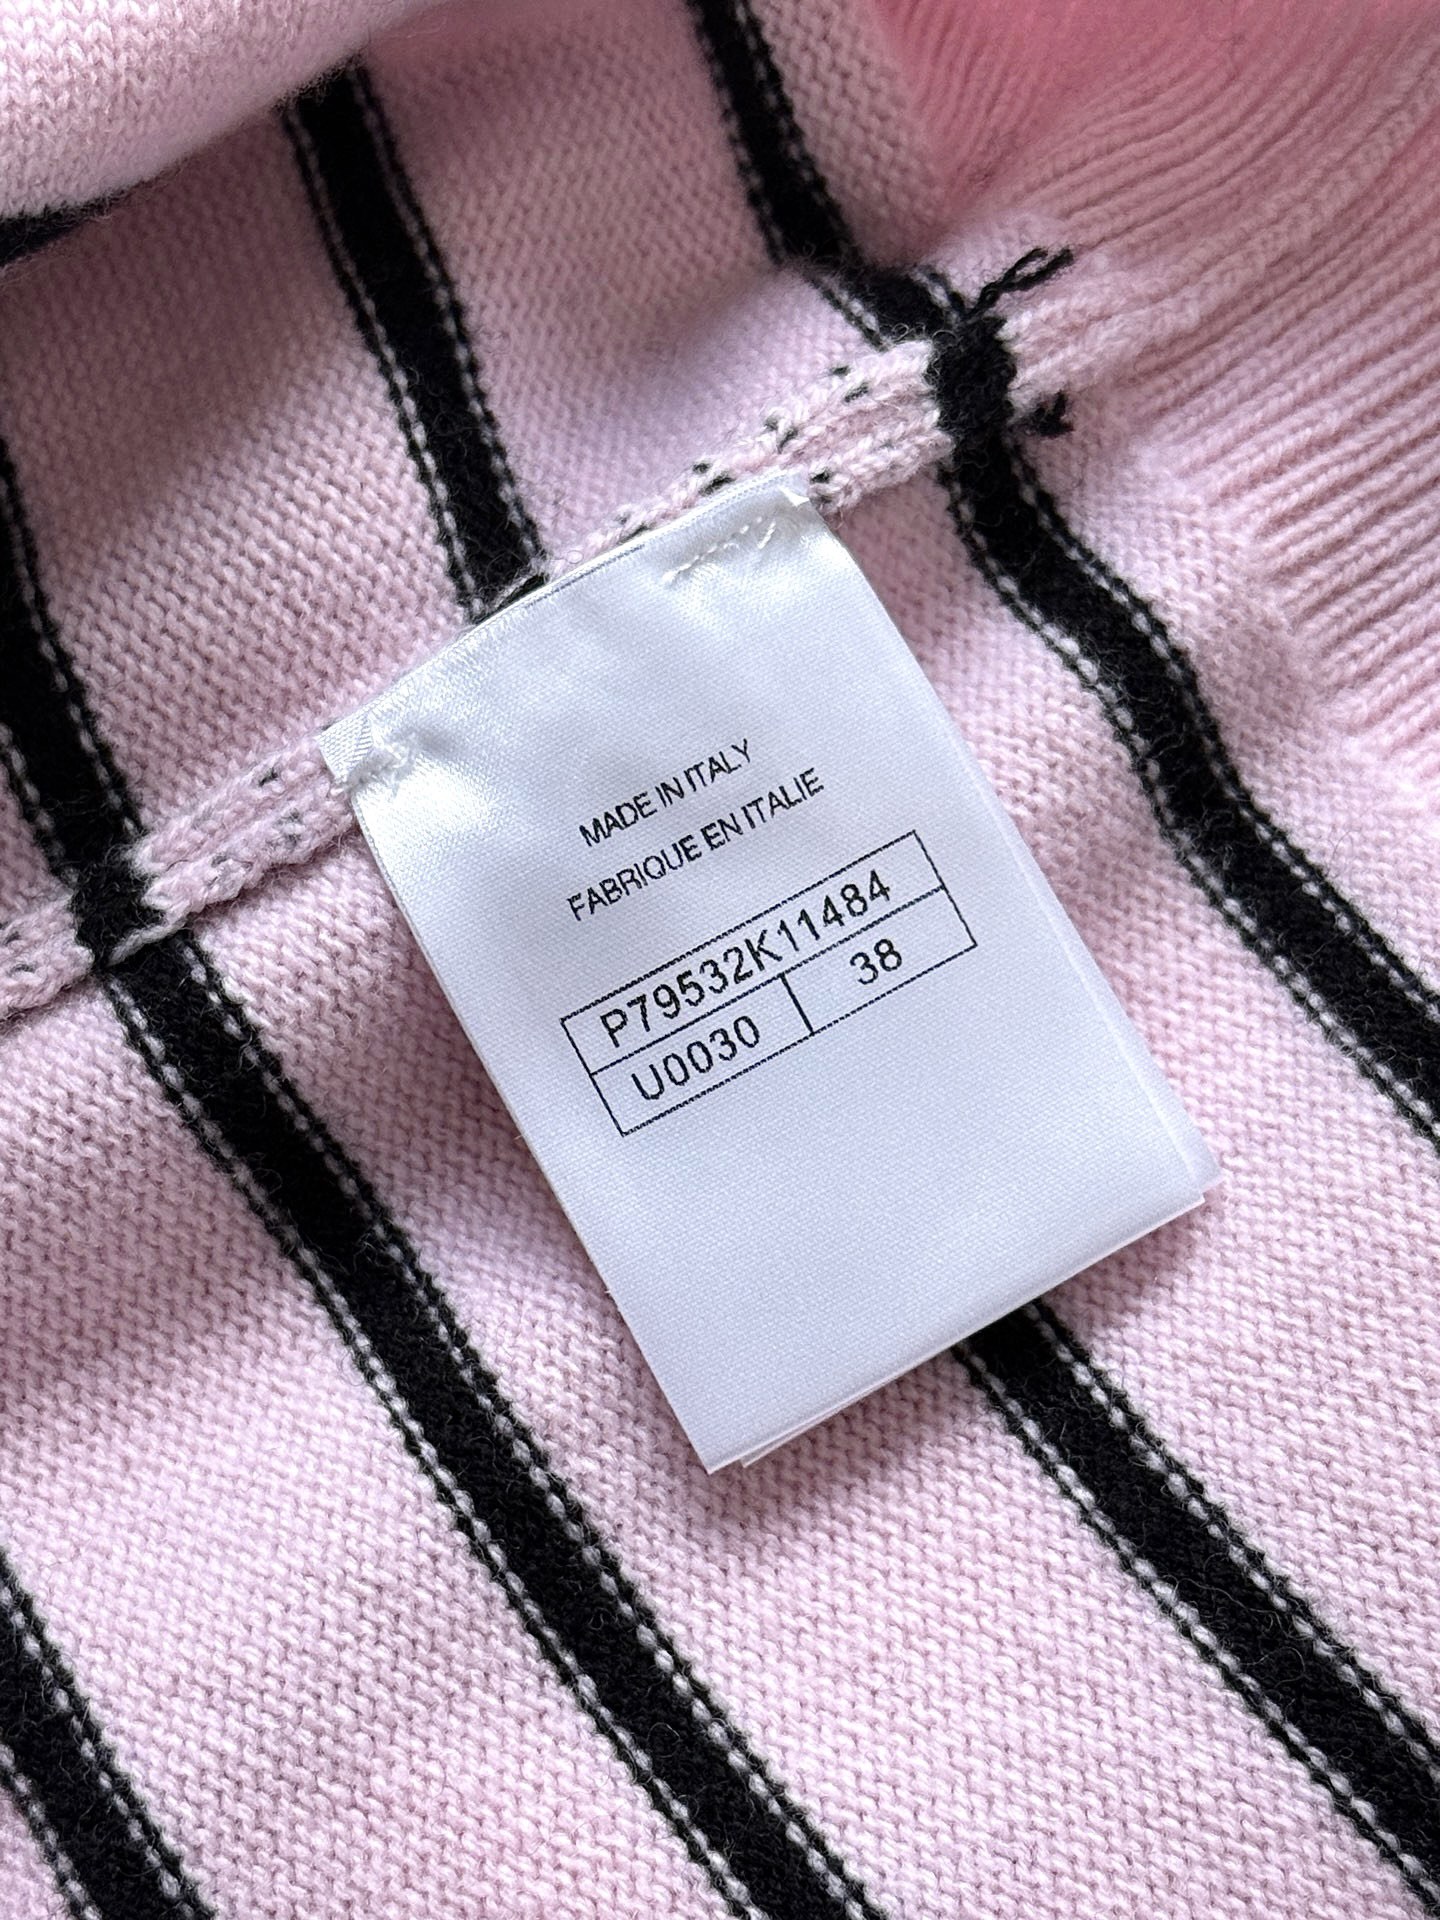 MADE IN ITALY
FABRIQUE EN ITALIE
P79532K11484
U0030 38